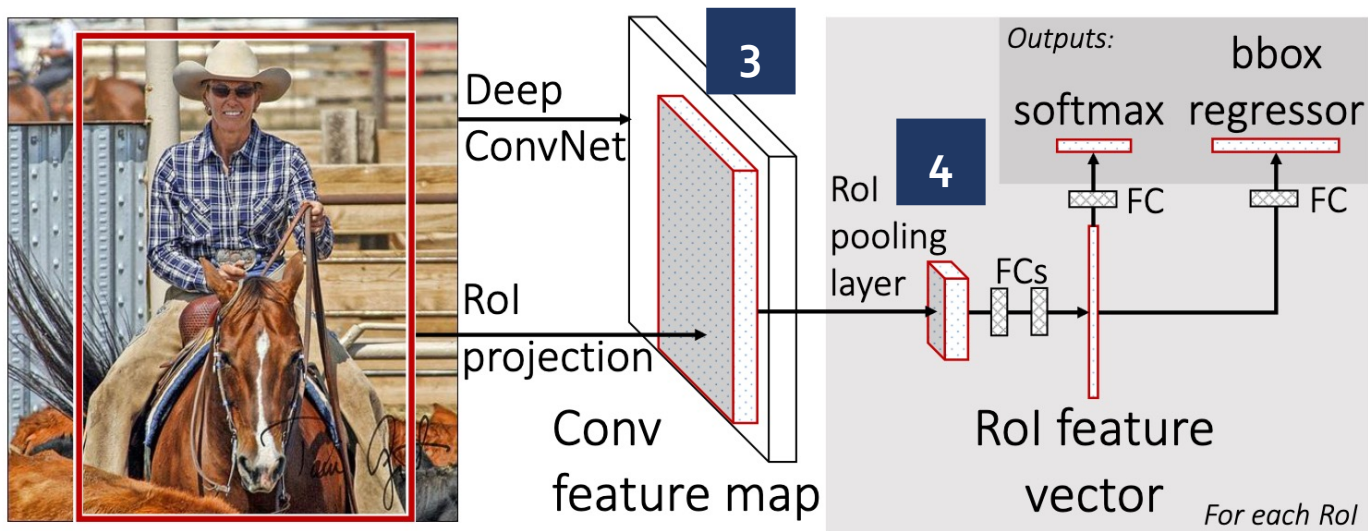 Deep
ConvNet
RoI
projection
Conv
feature map
3
4
RoI
pooling
layer
FCs
Outputs:
softmax
bbox
regressor
FC
FC
RoI feature
vector
For each RoI